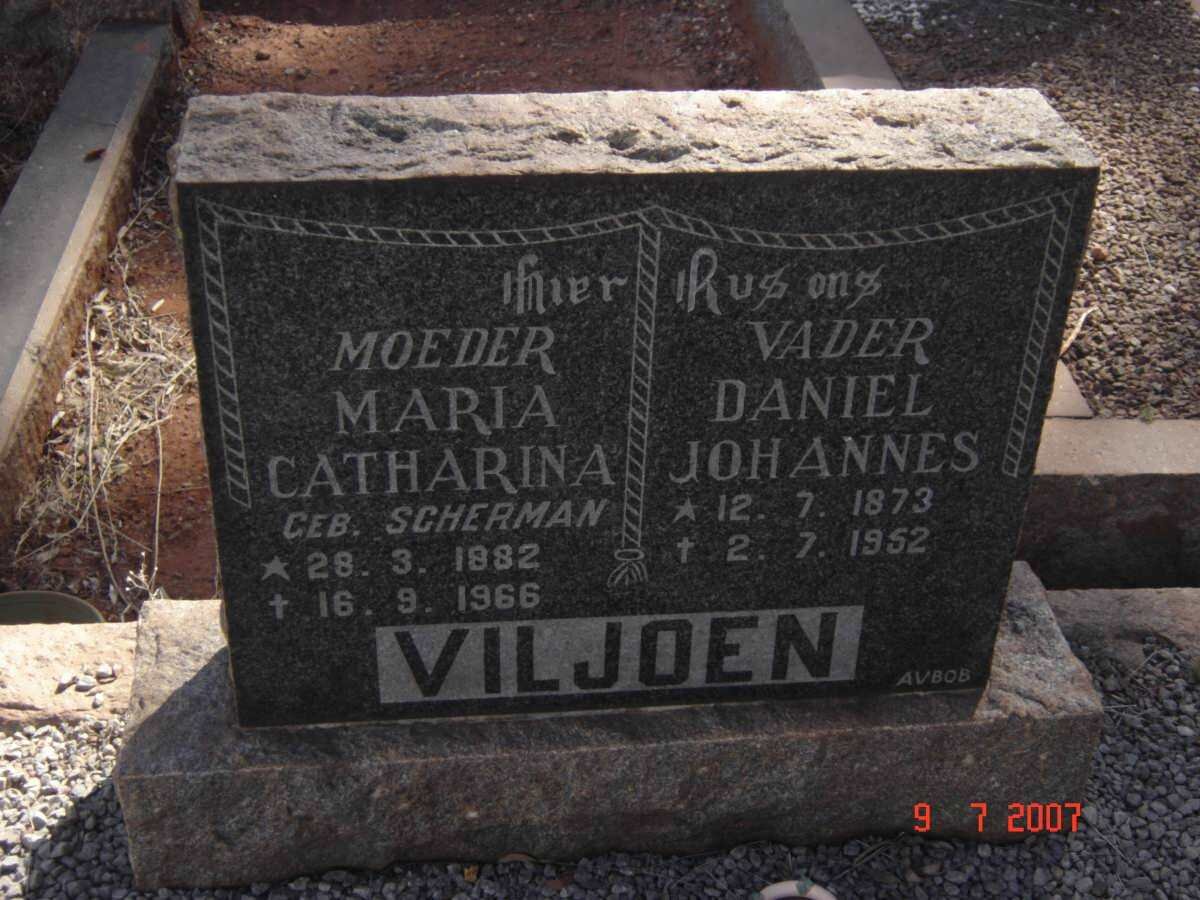 Hier Rus ons
MOEDER
MARIA
CATHARINA
GEB. SCHERMAN
★ 28. 3. 1882
† 16. 9. 1966
VADER
DANIEL
JOHANNES
★ 12. 7. 1873
† 2. 7. 1952
VILJOEN
AVBOB
9 7 2007